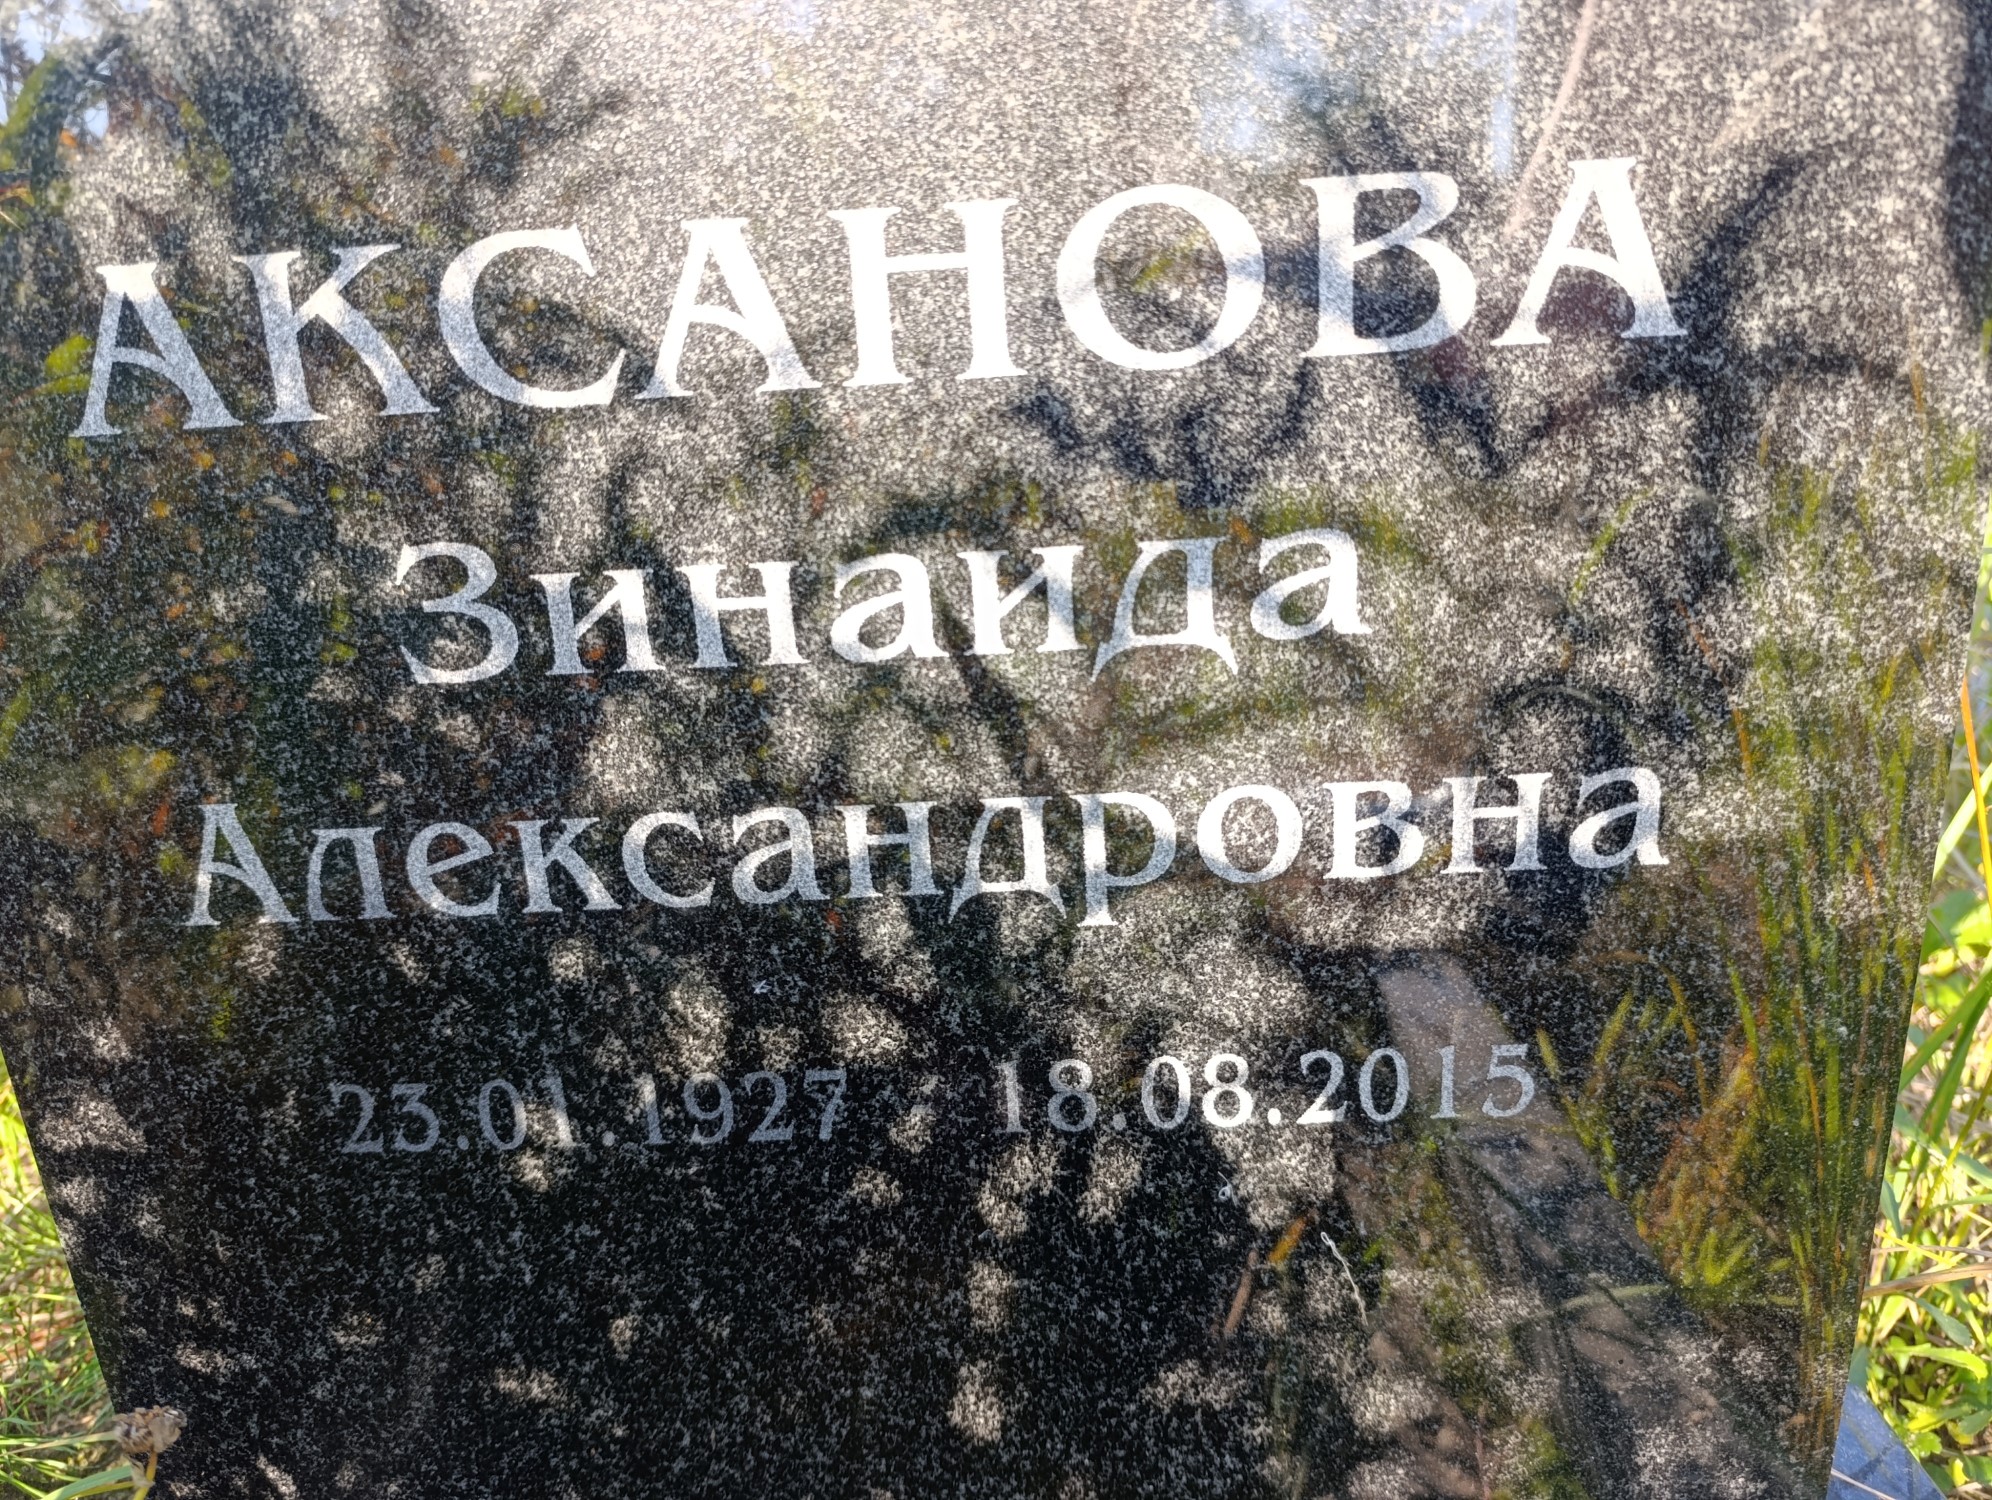 АКСАНОВА
Зинаида
Александровна
23.01.1927 - 18.08.2015